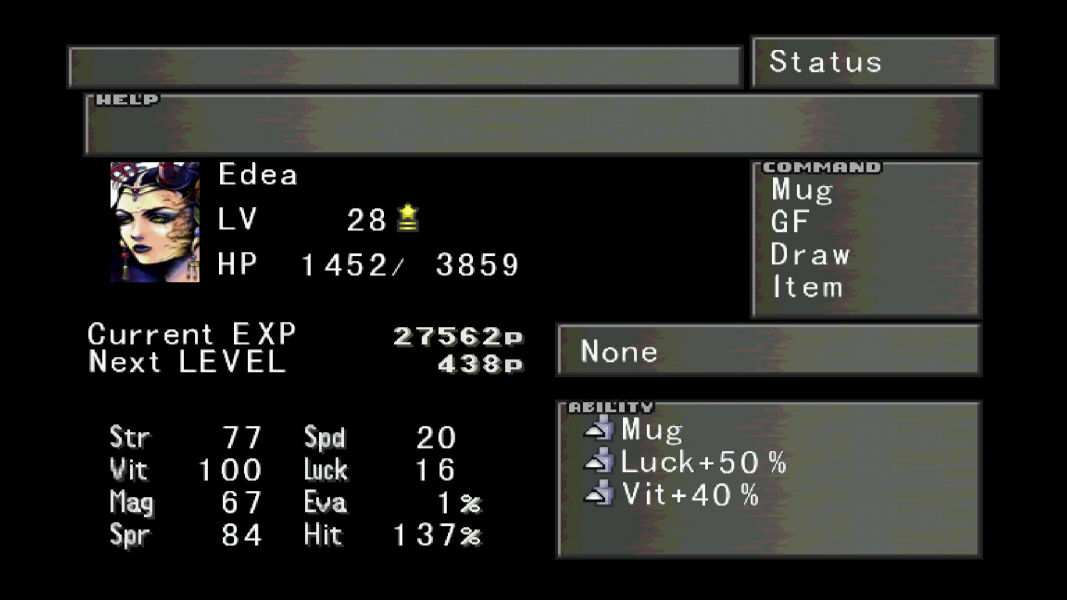 Status
HELP
Edea
LV 28
HP 1452/ 3859
COMMAND
Mug
GF
Draw
Item
Current EXP 27562p
Next LEVEL 438p
None
Str 77 Spd 20
Vit 100 Luck 16
Mag 67 Eva 1%
Spr 84 Hit 137%
ABILITY
Mug
Luck+50%
Vit+40%